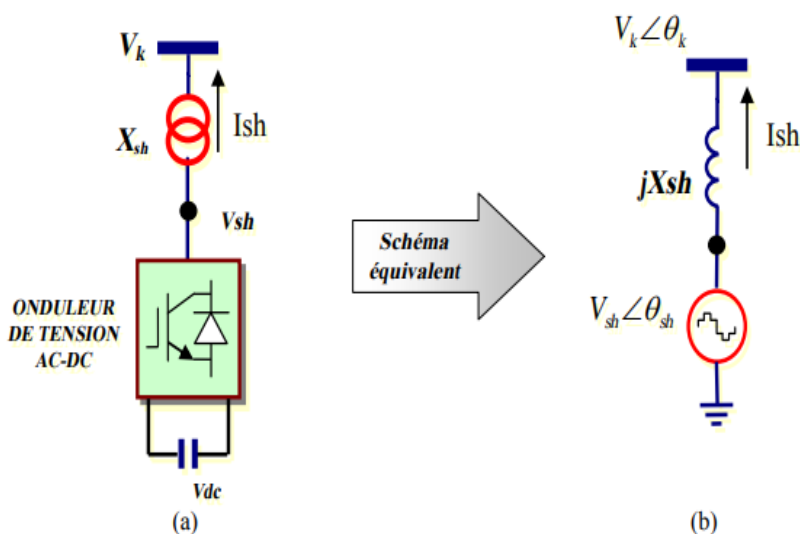 Vk
Ish
Xsh
Vsh
ONDULEUR
DE TENSION
AC-DC
Vdc
(a)
Schéma
équivalent
Vk∠θk
Ish
jXsh
Vsh∠θsh
(b)